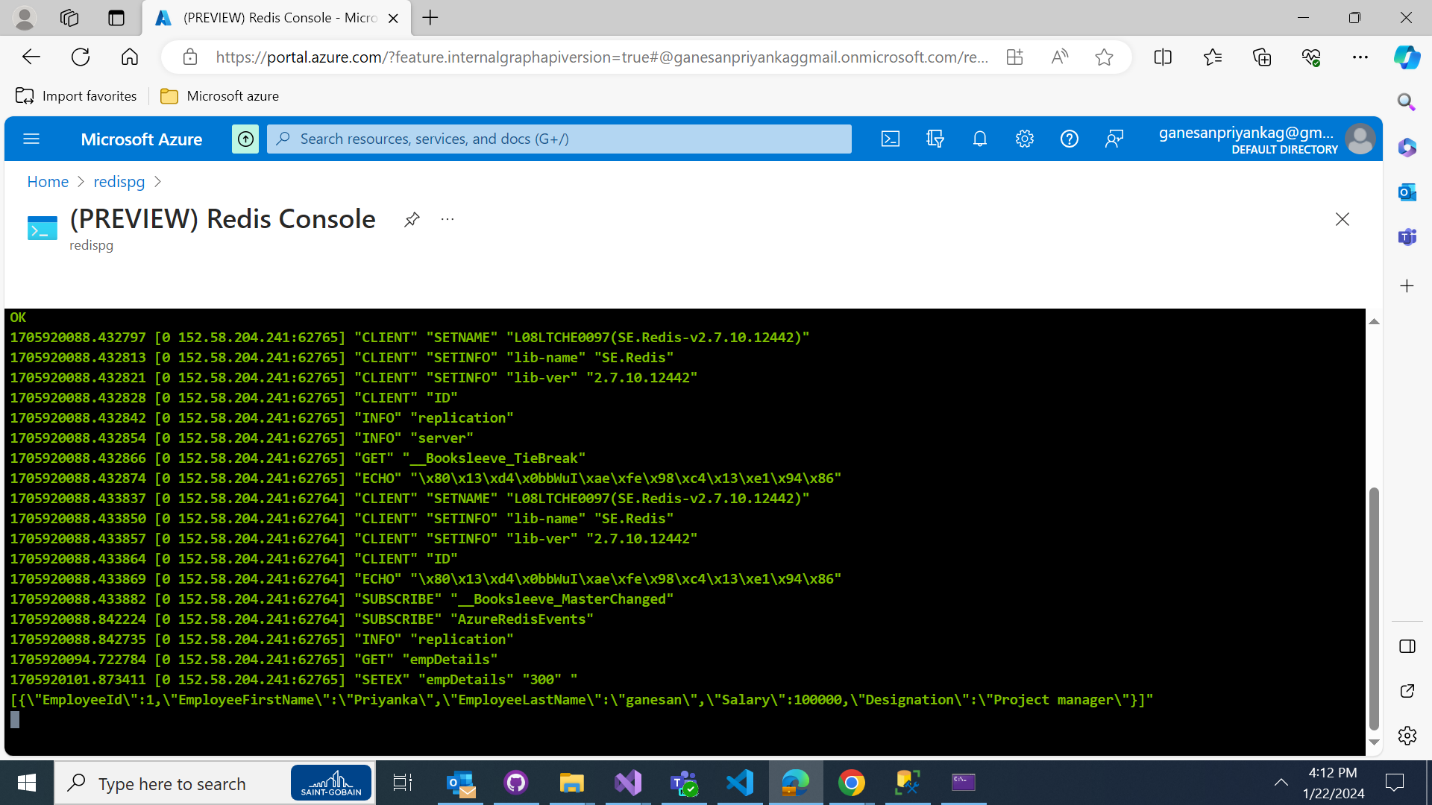 (PREVIEW) Redis Console - Micro
https://portal.azure.com/?feature.internalgraphapiversion=true#@ganesanpriyankaggmail.onmicrosoft.com/re...
Import favorites
Microsoft azure
Microsoft Azure
Search resources, services, and docs (G+/)
ganesanpriyankag@gm...
DEFAULT DIRECTORY
Home > redispg >
(PREVIEW) Redis Console
redispg
OK
1705920088.432797 [0 152.58.204.241:62765] "CLIENT" "SETNAME" "L08LTCHE0097(SE.Redis-v2.7.10.12442)"
1705920088.432813 [0 152.58.204.241:62765] "CLIENT" "SETINFO" "lib-name" "SE.Redis"
1705920088.432821 [0 152.58.204.241:62765] "CLIENT" "SETINFO" "lib-ver" "2.7.10.12442"
1705920088.432828 [0 152.58.204.241:62765] "CLIENT" "ID"
1705920088.432842 [0 152.58.204.241:62765] "INFO" "replication"
1705920088.432854 [0 152.58.204.241:62765] "INFO" "server"
1705920088.432866 [0 152.58.204.241:62765] "GET" "__Booksleeve_TieBreak"
1705920088.432874 [0 152.58.204.241:62765] "ECHO" "\x80\x13\xd4\x0bbWuI\xae\xfe\x98\xc4\x13\xe1\x94\x86"
1705920088.433837 [0 152.58.204.241:62764] "CLIENT" "SETNAME" "L08LTCHE0097(SE.Redis-v2.7.10.12442)"
1705920088.433850 [0 152.58.204.241:62764] "CLIENT" "SETINFO" "lib-name" "SE.Redis"
1705920088.433857 [0 152.58.204.241:62764] "CLIENT" "SETINFO" "lib-ver" "2.7.10.12442"
1705920088.433864 [0 152.58.204.241:62764] "CLIENT" "ID"
1705920088.433869 [0 152.58.204.241:62764] "ECHO" "\x80\x13\xd4\x0bbWuI\xae\xfe\x98\xc4\x13\xe1\x94\x86"
1705920088.433882 [0 152.58.204.241:62764] "SUBSCRIBE" "__Booksleeve_MasterChanged"
1705920088.842224 [0 152.58.204.241:62764] "SUBSCRIBE" "AzureRedisEvents"
1705920088.842735 [0 152.58.204.241:62765] "INFO" "replication"
1705920094.722784 [0 152.58.204.241:62765] "GET" "empDetails"
1705920101.873411 [0 152.58.204.241:62765] "SETEX" "empDetails" "300" "
[{\"EmployeeId\":1,\"EmployeeFirstName\":\"Priyanka\",\"EmployeeLastName\":\"ganesan\",\"Salary\":100000,\"Designation\":\"Project manager\"}]"
Type here to search
SAINT-GOBAIN
4:12 PM
1/22/2024